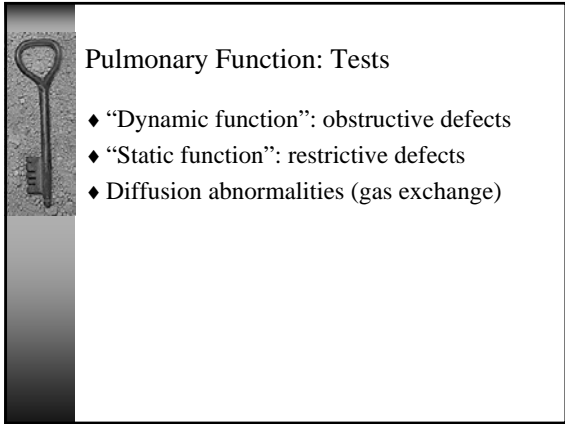 Pulmonary Function: Tests
♦ “Dynamic function”: obstructive defects
♦ “Static function”: restrictive defects
♦ Diffusion abnormalities (gas exchange)